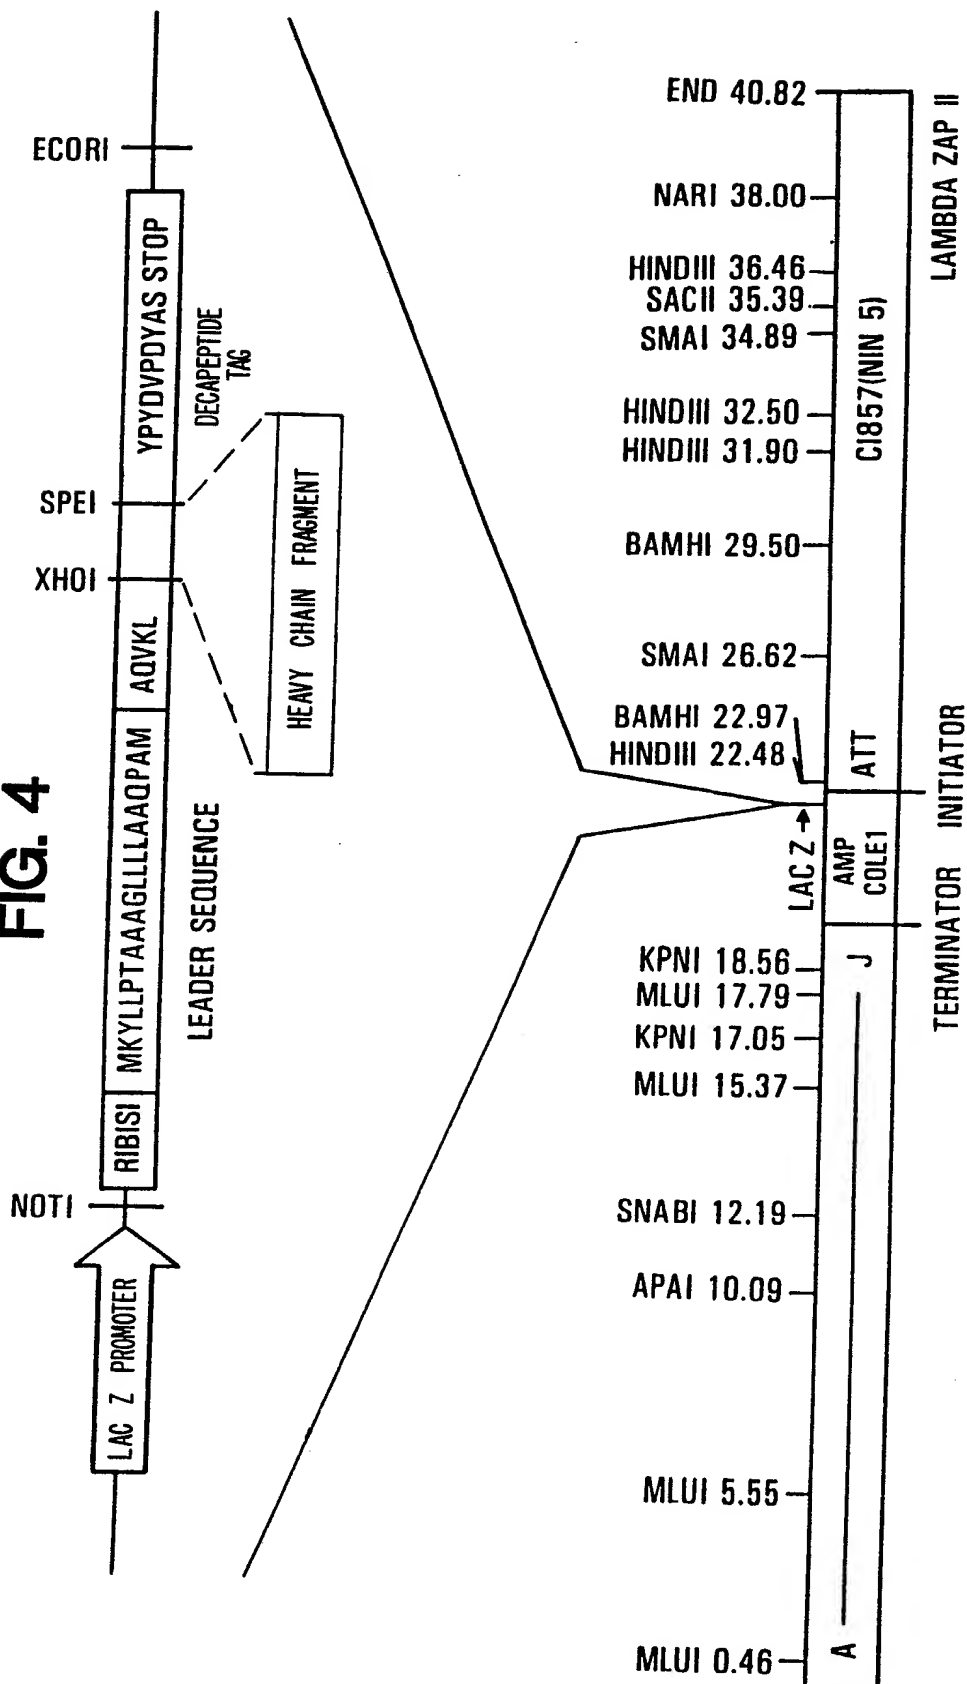 FIG. 4
LAC Z PROMOTER
NOTI
RIBISI
MKYLLPTAAAGLLLLAAQPAM
AQVKL
XHOI
SPEI
YPYDVPDYAS STOP
ECORI
LEADER SEQUENCE
DECAPEPTIDE
TAG
HEAVY CHAIN FRAGMENT
END 40.82
NARI 38.00
HINDIII 36.46
SACII 35.39
SMAI 34.89
HINDIII 32.50
HINDIII 31.90
BAMHI 29.50
SMAI 26.62
BAMHI 22.97
HINDIII 22.48
LAC Z
KPNI 18.56
MLUI 17.79
KPNI 17.05
MLUI 15.37
SNABI 12.19
APAI 10.09
MLUI 5.55
MLUI 0.46
A
J
AMP
COLE1
ATT
CI857(NIN 5)
TERMINATOR INITIATOR
LAMBDA ZAP II